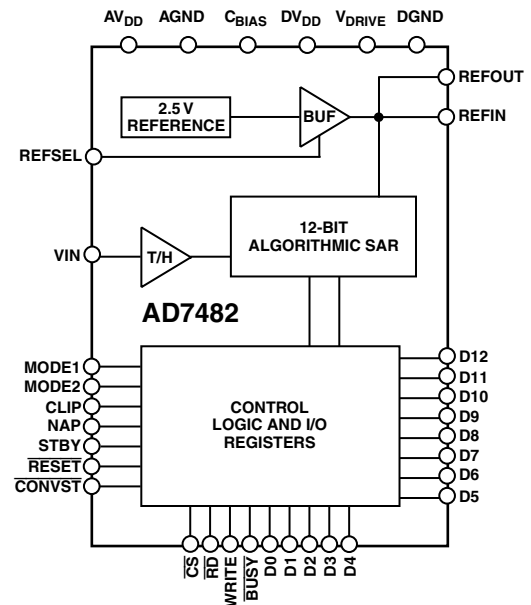 AVDD AGND CBIAS DVDD VDRIVE DGND
REFOUT
2.5 V
REFERENCE
BUF
REFIN
REFSEL
12-BIT
ALGORITHMIC SAR
VIN
T/H
AD7482
MODE1
MODE2
CLIP
NAP
STBY
RESET
CONVST
CONTROL
LOGIC AND I/O
REGISTERS
D12
D11
D10
D9
D8
D7
D6
D5
CS
RD
WRITE
BUSY
D0
D1
D2
D3
D4